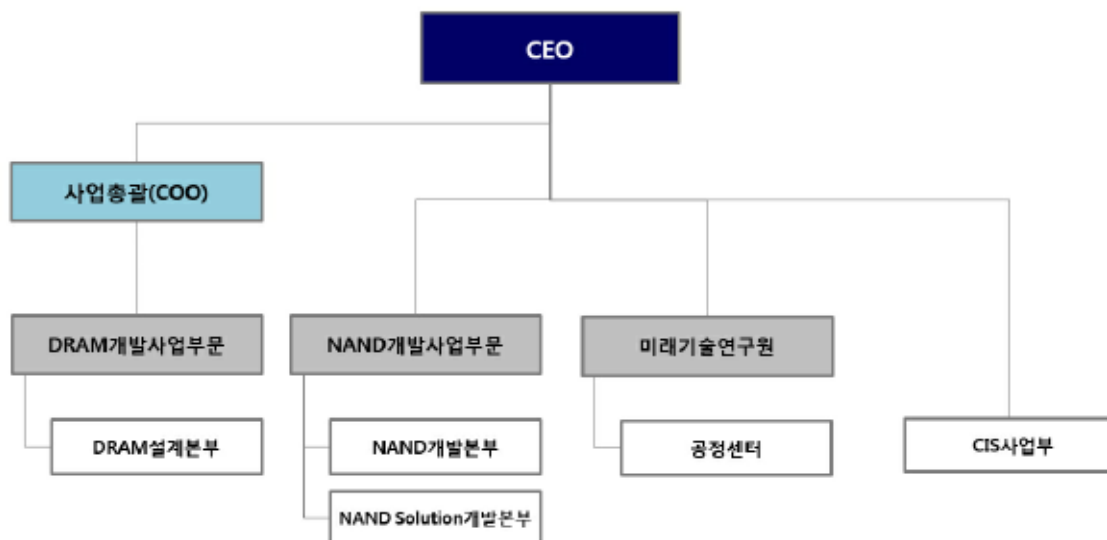 CEO
사업총괄(COO)
DRAM개발사업부문
NAND개발사업부문
미래기술연구원
DRAM설계본부
NAND개발본부
공정센터
CIS사업부
NAND Solution개발본부